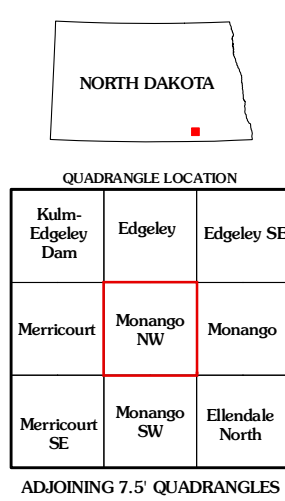 NORTH DAKOTA
QUADRANGLE LOCATION
Kulm-
Edgeley
Dam
Edgeley
Edgeley SE
Merricourt
Monango
NW
Monango
Merricourt
SE
Monango
SW
Ellendale
North
ADJOINING 7.5' QUADRANGLES